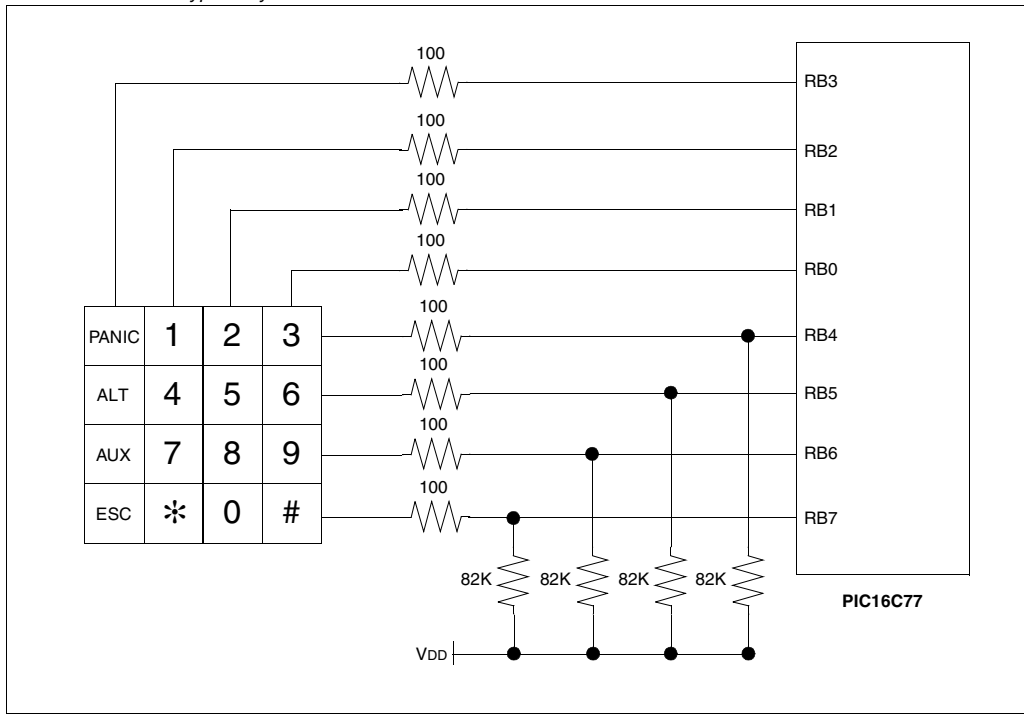 100
RB3
100
RB2
100
RB1
100
RB0
100
PANIC 1 2 3
RB4
100
ALT 4 5 6
RB5
100
AUX 7 8 9
RB6
100
ESC * 0 #
RB7
82K 82K 82K 82K
PIC16C77
VDD